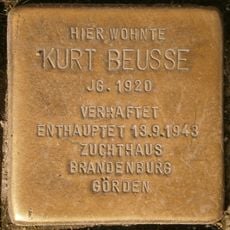 HIER WOHNTE
KURT BEUSSE
JG. 1920
VERHAFTET
ENTHAUPTET 13.9.1943
ZUCHTHAUS
BRANDENBURG
GÖRDEN